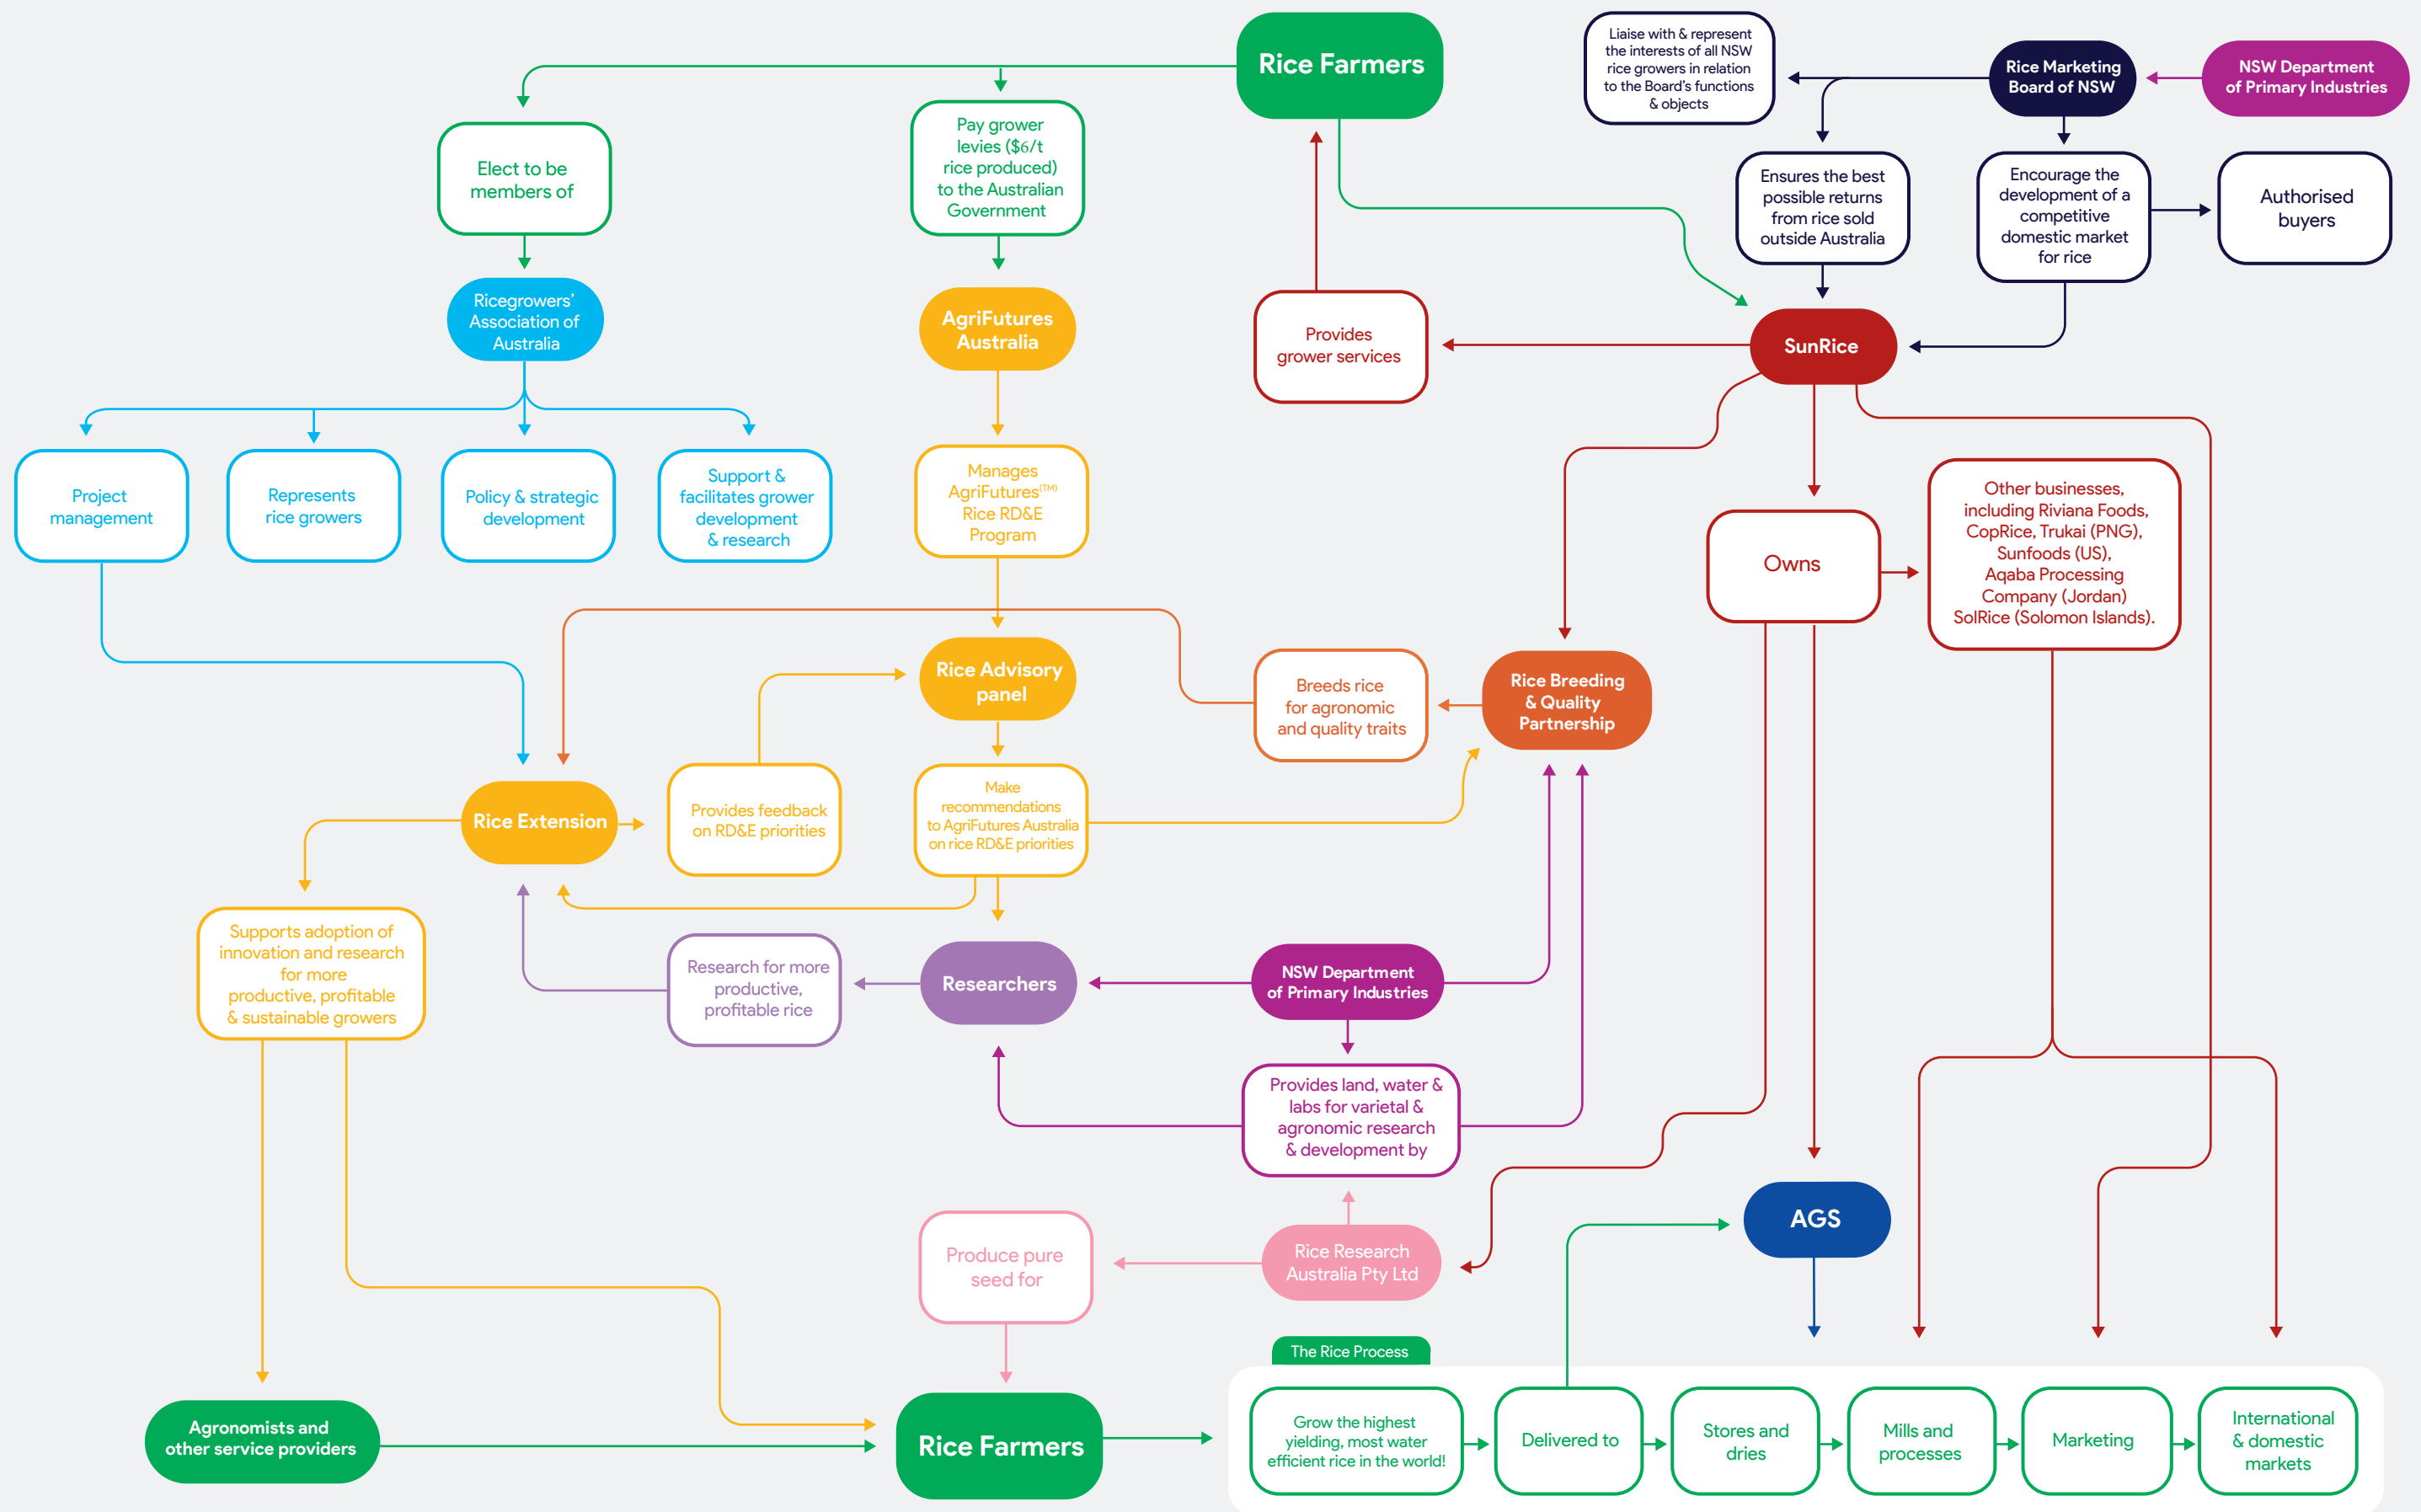 Rice Farmers
Liaise with & represent
the interests of all NSW
rice growers in relation
to the Board's functions
& objects
Rice Marketing
Board of NSW
NSW Department
of Primary Industries
Elect to be
members of
Pay grower
levies ($6/t
rice produced)
to the Australian
Government
Ensures the best
possible returns
from rice sold
outside Australia
Encourage the
development of a
competitive
domestic market
for rice
Authorised
buyers
Ricegrowers'
Association of
Australia
AgriFutures
Australia
Provides
grower services
SunRice
Project
management
Represents
rice growers
Policy & strategic
development
Support &
facilitates grower
development
& research
Manages
AgriFutures(TM)
Rice RD&E
Program
Owns
Other businesses,
including Riviana Foods,
CopRice, Trukai (PNG),
Sunfoods (US),
Aqaba Processing
Company (Jordan)
SolRice (Solomon Islands).
Rice Advisory
panel
Breeds rice
for agronomic
and quality traits
Rice Breeding
& Quality
Partnership
Rice Extension
Provides feedback
on RD&E priorities
Make
recommendations
to AgriFutures Australia
on rice RD&E priorities
Supports adoption of
innovation and research
for more
productive, profitable
& sustainable growers
Research for more
productive,
profitable rice
Researchers
NSW Department
of Primary Industries
Provides land, water &
labs for varietal &
agronomic research
& development by
Produce pure
seed for
Rice Research
Australia Pty Ltd
AGS
The Rice Process
Agronomists and
other service providers
Rice Farmers
Grow the highest
yielding, most water
efficient rice in the world!
Delivered to
Stores and
dries
Mills and
processes
Marketing
International
& domestic
markets